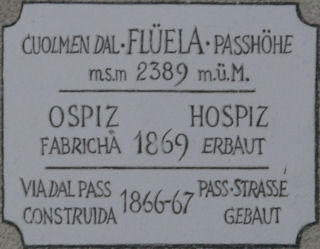 CUOLMEN DAL · FLÜELA · PASSHÖHE
m.s.m 2389 m.ü.M.
OSPIZ HOSPIZ
FABRICHÀ 1869 ERBAUT
VIA DAL PASS 1866-67 PASS-STRASSE
CONSTRUIDA GEBAUT